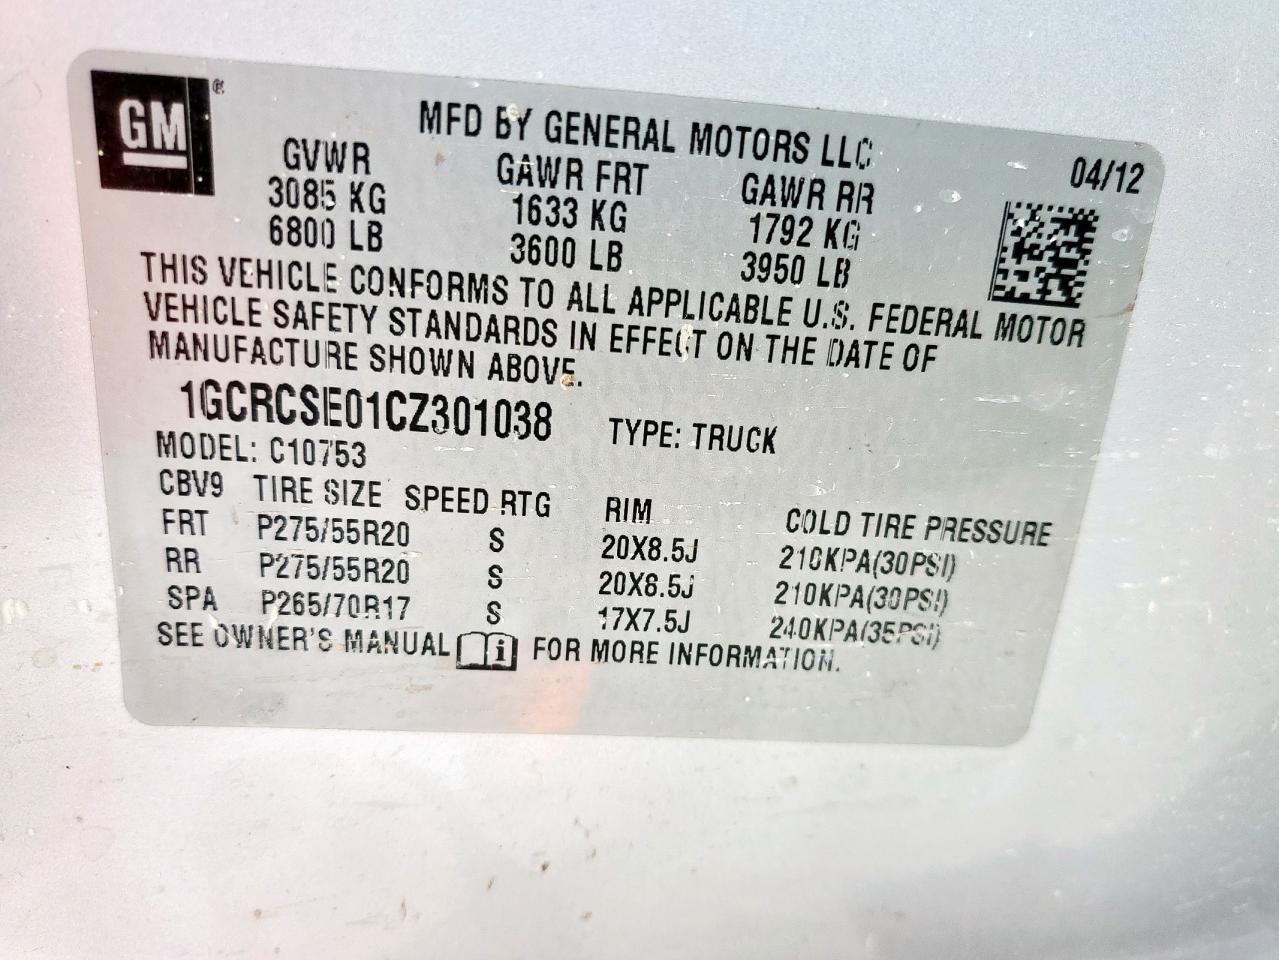 GM®
MFD BY GENERAL MOTORS LLC
04/12
GVWR GAWR FRT GAWR RR
3085 KG 1633 KG 1792 KG
6800 LB 3600 LB 3950 LB
THIS VEHICLE CONFORMS TO ALL APPLICABLE U.S. FEDERAL MOTOR
VEHICLE SAFETY STANDARDS IN EFFECT ON THE DATE OF
MANUFACTURE SHOWN ABOVE.
1GCRCSE01CZ301038 TYPE: TRUCK
MODEL: C10753
CBV9 TIRE SIZE SPEED RTG RIM COLD TIRE PRESSURE
FRT P275/55R20 S 20X8.5J 210KPA(30PSI)
RR P275/55R20 S 20X8.5J 210KPA(30PSI)
SPA P265/70R17 S 17X7.5J 240KPA(35PSI)
SEE OWNER'S MANUAL i FOR MORE INFORMATION.